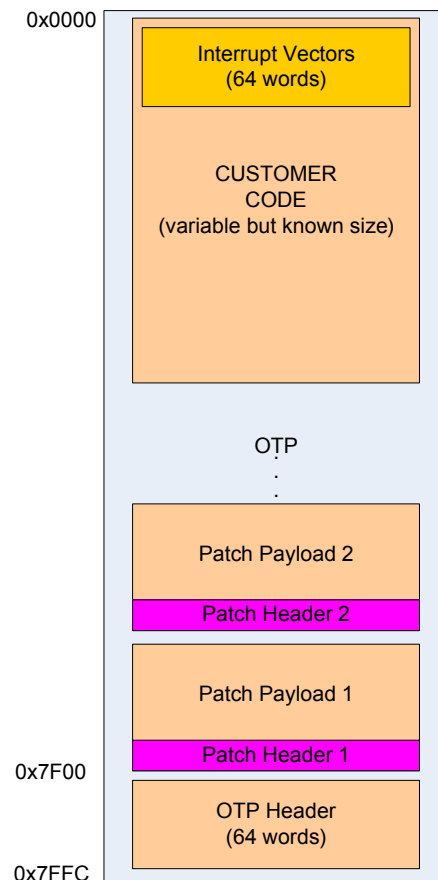 0x0000
Interrupt Vectors
(64 words)
CUSTOMER
CODE
(variable but known size)
OTP
.
.
.
Patch Payload 2
Patch Header 2
Patch Payload 1
Patch Header 1
0x7F00
OTP Header
(64 words)
0x7FFC